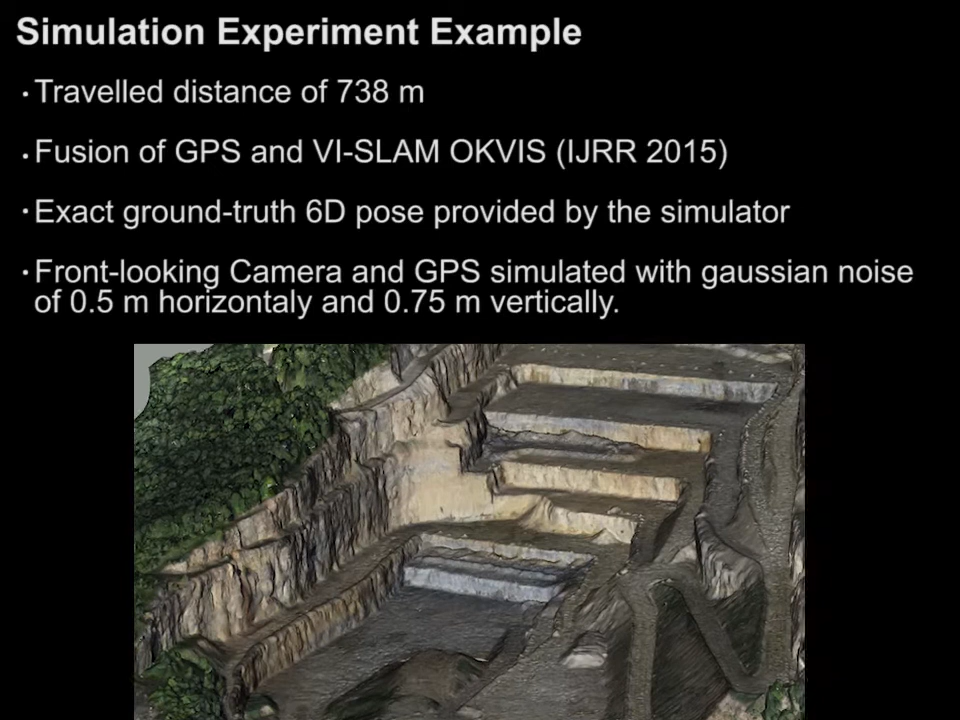 Simulation Experiment Example
• Travelled distance of 738 m
• Fusion of GPS and VI-SLAM OKVIS (IJRR 2015)
• Exact ground-truth 6D pose provided by the simulator
• Front-looking Camera and GPS simulated with gaussian noise
of 0.5 m horizontaly and 0.75 m vertically.